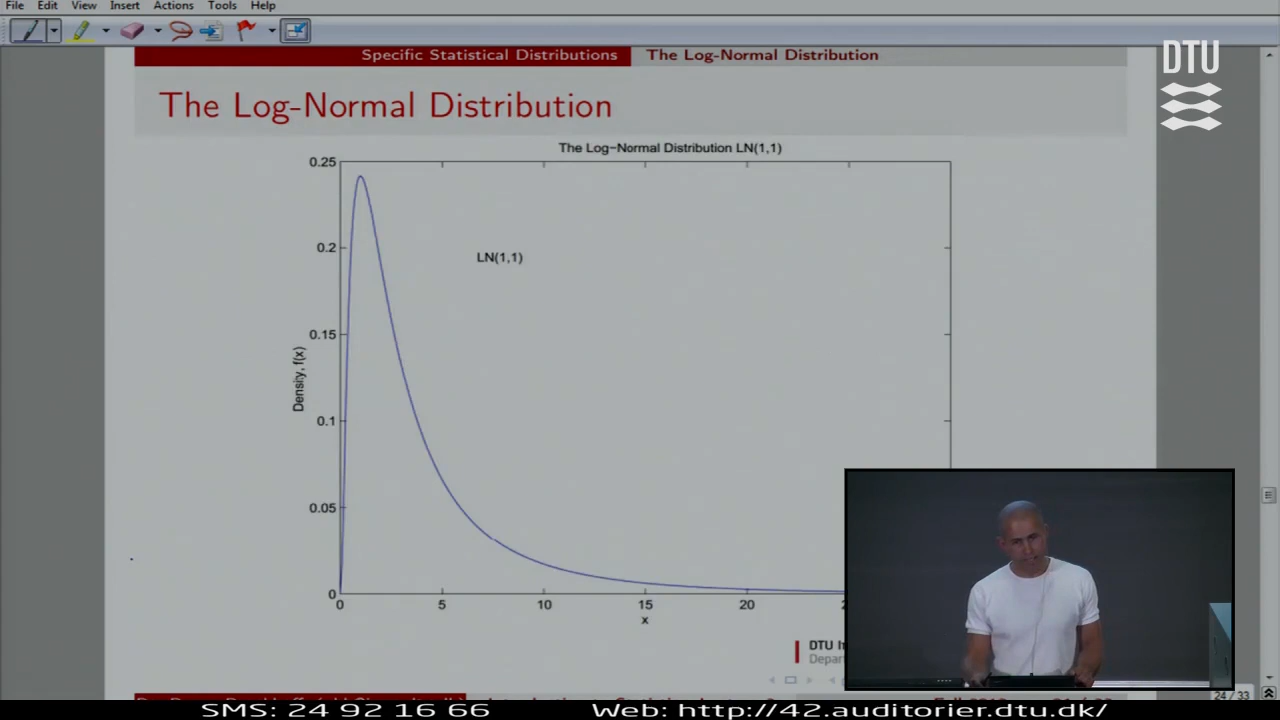 File Edit View Insert Actions Tools Help
Specific Statistical Distributions The Log-Normal Distribution
DTU
The Log-Normal Distribution
The Log-Normal Distribution LN(1,1)
0.25
0.2
LN(1,1)
0.15
Density, f(x)
0.1
0.05
0
0 5 10 15 20
x
DTU
24 / 33
SMS: 24 92 16 66 Web: http://42.auditorier.dtu.dk/